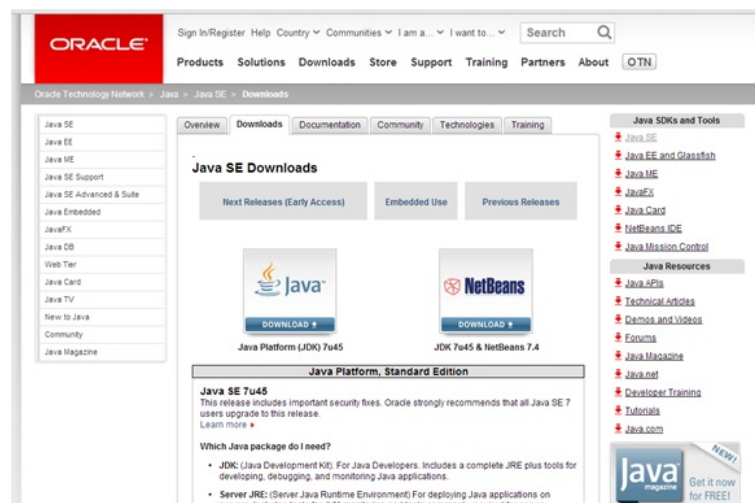 ORACLE
Sign In/Register Help Country Communities I am a... I want to... Search
Products Solutions Downloads Store Support Training Partners About OTN
Oracle Technology Network > Java > Java SE > Downloads
Java SE
Java EE
Java ME
Java SE Support
Java SE Advanced & Suite
Java Embedded
JavaFX
Java DB
Web Tier
Java Card
Java TV
New to Java
Community
Java Magazine
Overview Downloads Documentation Community Technologies Training
Java SE Downloads
Next Releases (Early Access) Embedded Use Previous Releases
Java
DOWNLOAD
Java Platform (JDK) 7u45
NetBeans
DOWNLOAD
JDK 7u45 & NetBeans 7.4
Java Platform, Standard Edition
Java SE 7u45
This release includes important security fixes. Oracle strongly recommends that all Java SE 7
users upgrade to this release.
Learn more
Which Java package do I need?
• JDK: (Java Development Kit). For Java Developers. Includes a complete JRE plus tools for
developing, debugging, and monitoring Java applications.
• Server JRE: (Server Java Runtime Environment) For deploying Java applications on
Java SDKs and Tools
Java SE
Java EE and Glassfish
Java ME
JavaFX
Java Card
NetBeans IDE
Java Mission Control
Java Resources
Java APIs
Technical Articles
Demos and Videos
Forums
Java Magazine
Java.net
Developer Training
Tutorials
Java.com
NEW!
Java
magazine
Get it now
for FREE!